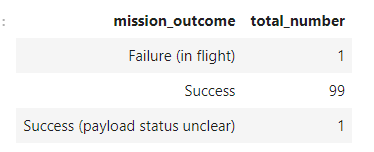 :
mission_outcome total_number
Failure (in flight) 1
Success 99
Success (payload status unclear) 1